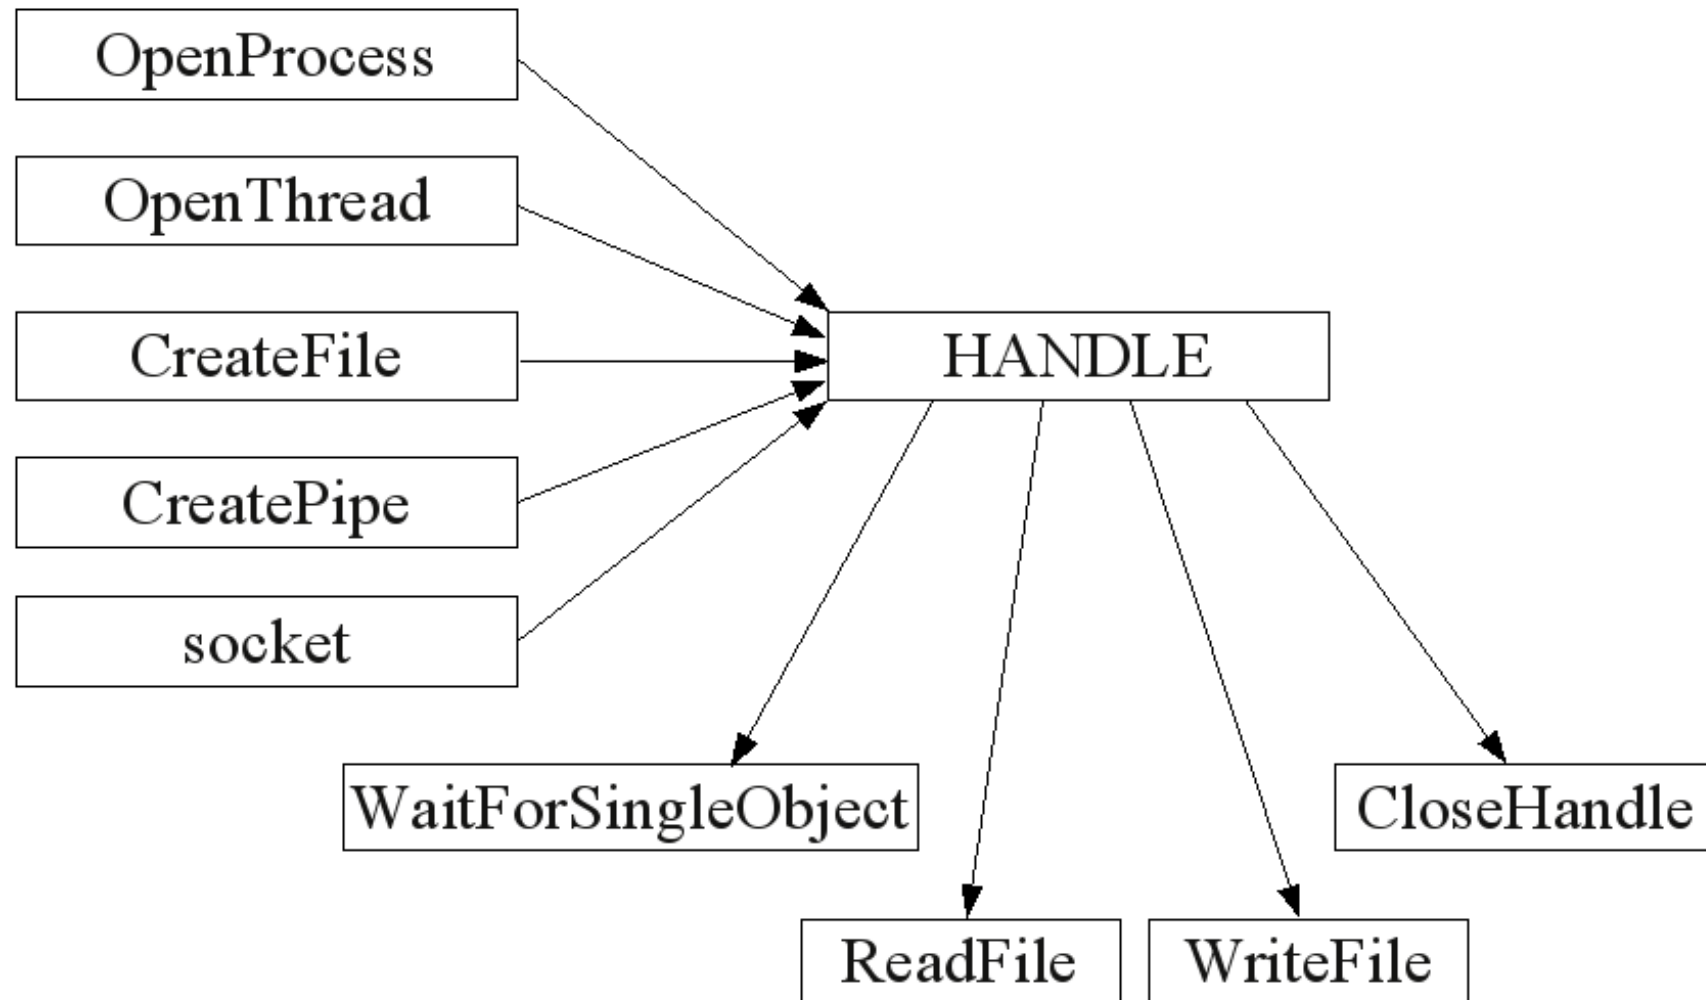 OpenProcess
OpenThread
CreateFile
HANDLE
CreatePipe
socket
WaitForSingleObject
CloseHandle
ReadFile
WriteFile